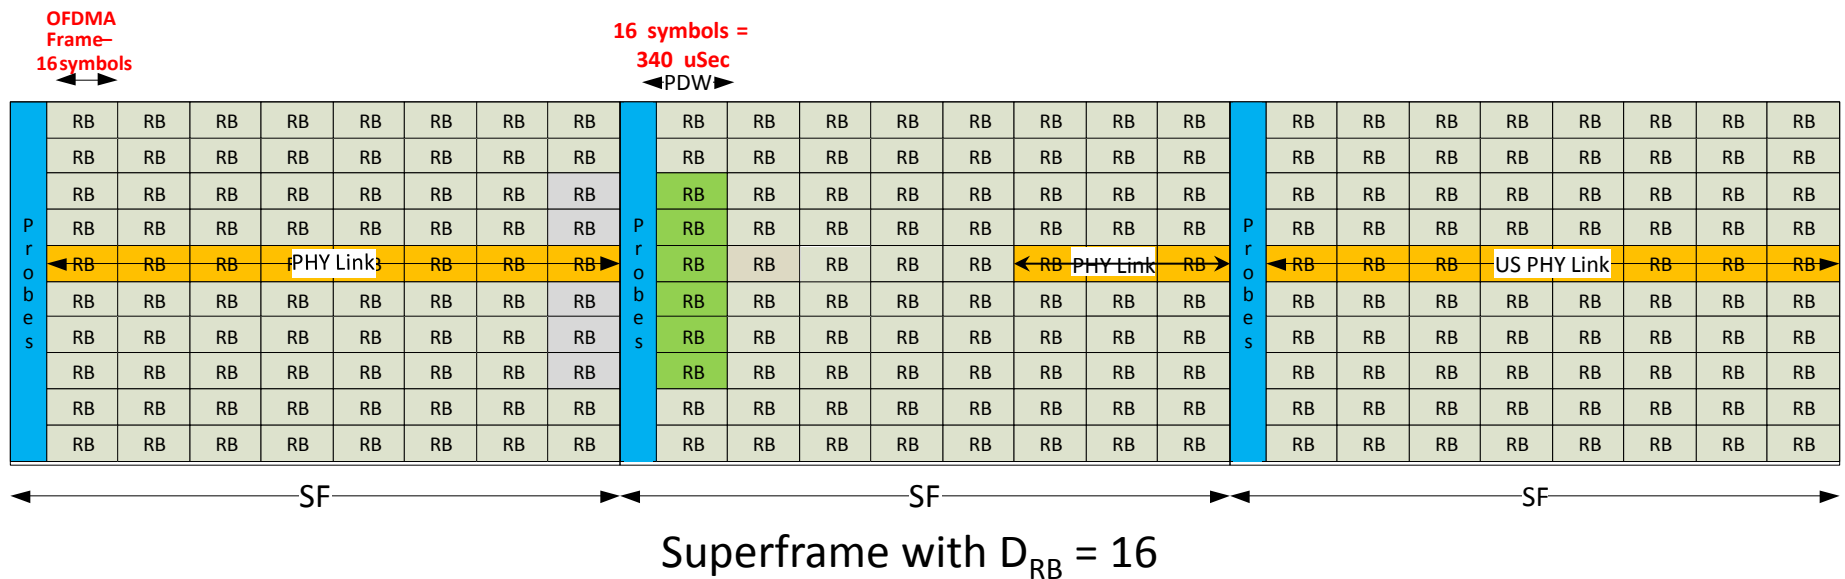 OFDMA
Frame–
16 symbols
16 symbols =
340 uSec
PDW
RB RB RB RB RB RB RB RB RB RB RB RB RB RB RB RB RB RB RB RB RB RB RB RB
RB RB RB RB RB RB RB RB RB RB RB RB RB RB RB RB RB RB RB RB RB RB RB RB
RB RB RB RB RB RB RB RB RB RB RB RB RB RB RB RB RB RB RB RB RB RB RB RB
RB RB RB RB RB RB RB RB RB RB RB RB RB RB RB RB RB RB RB RB RB RB RB RB
RB RB RB PHY Link RB RB RB RB RB RB RB RB RB PHY Link RB RB RB RB US PHY Link RB RB RB
RB RB RB RB RB RB RB RB RB RB RB RB RB RB RB RB RB RB RB RB RB RB RB RB
RB RB RB RB RB RB RB RB RB RB RB RB RB RB RB RB RB RB RB RB RB RB RB RB
RB RB RB RB RB RB RB RB RB RB RB RB RB RB RB RB RB RB RB RB RB RB RB RB
RB RB RB RB RB RB RB RB RB RB RB RB RB RB RB RB RB RB RB RB RB RB RB RB
RB RB RB RB RB RB RB RB RB RB RB RB RB RB RB RB RB RB RB RB RB RB RB RB
Probes
Probes
Probes
SF SF SF
Superframe with D_RB = 16